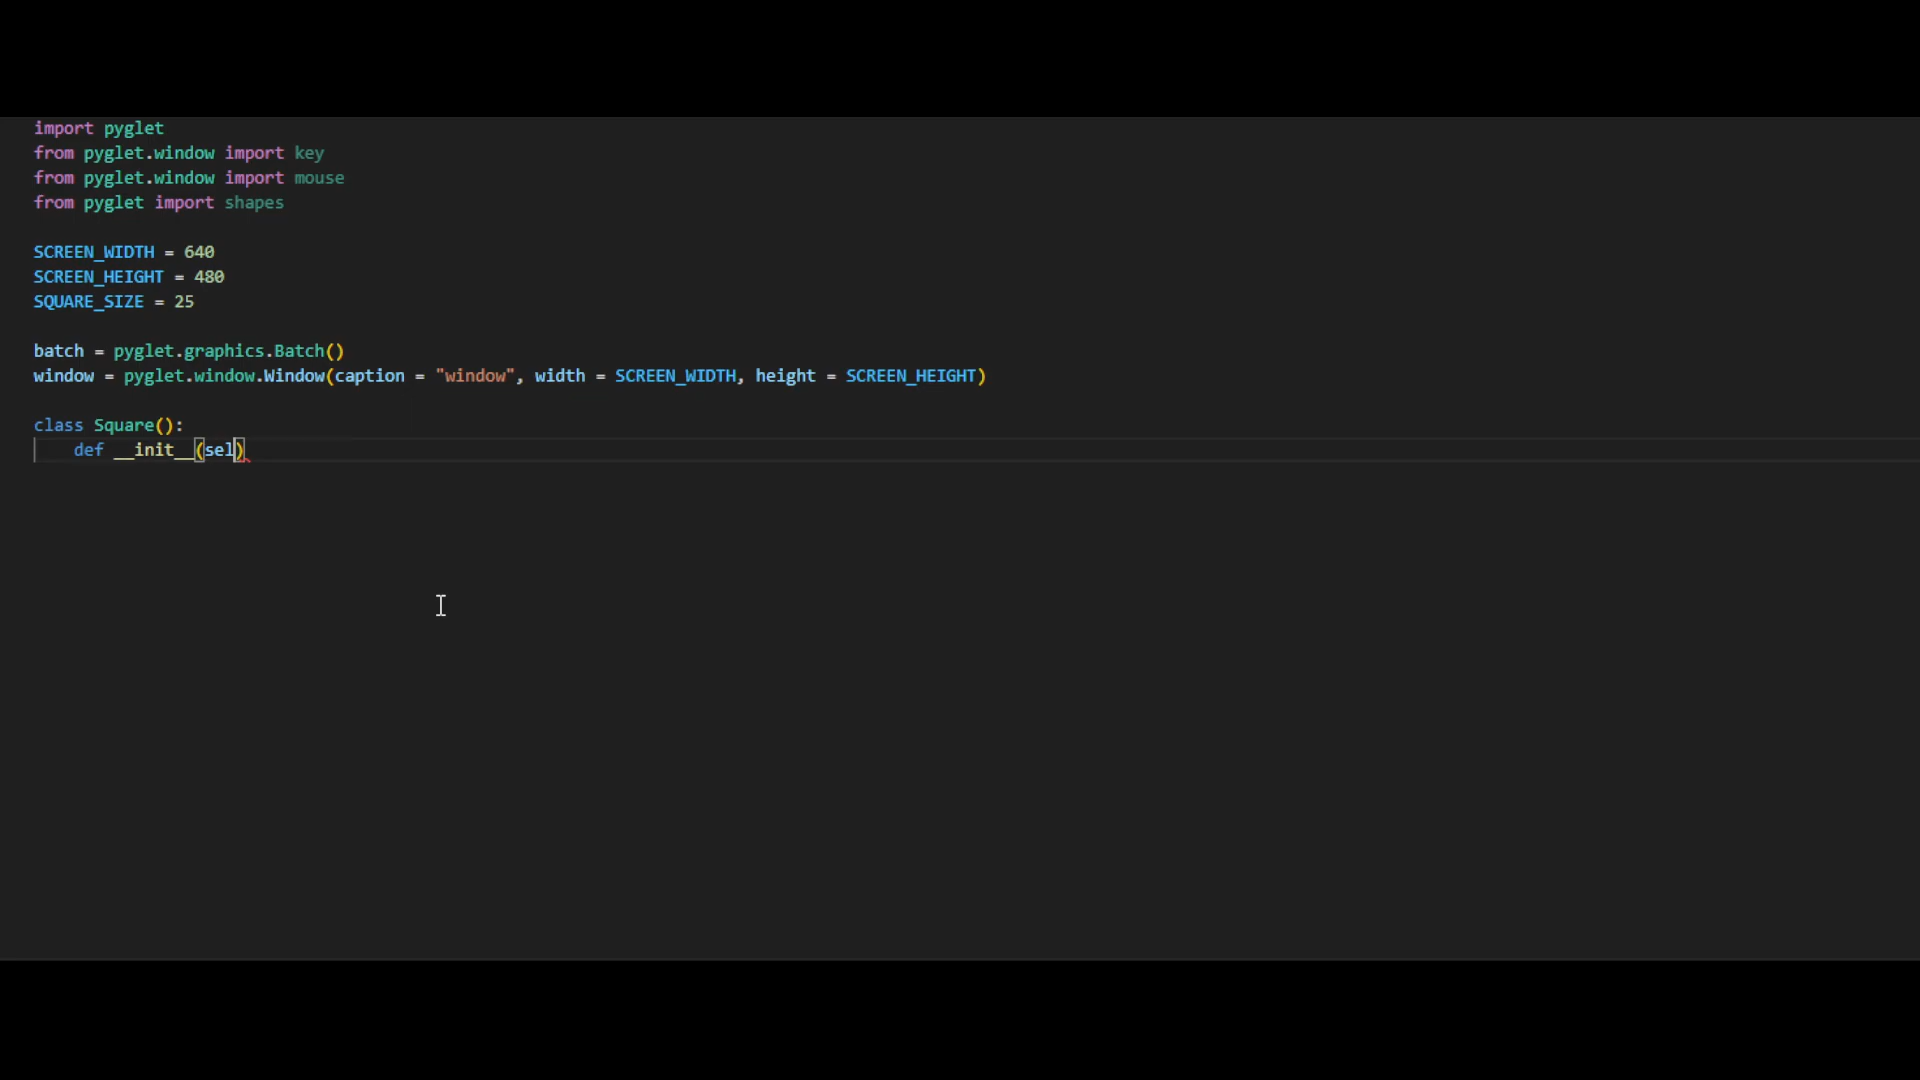 import pyglet
from pyglet.window import key
from pyglet.window import mouse
from pyglet import shapes
SCREEN_WIDTH = 640
SCREEN_HEIGHT = 480
SQUARE_SIZE = 25
batch = pyglet.graphics.Batch()
window = pyglet.window.Window(caption = "window", width = SCREEN_WIDTH, height = SCREEN_HEIGHT)
class Square():
    def __init__(sel)